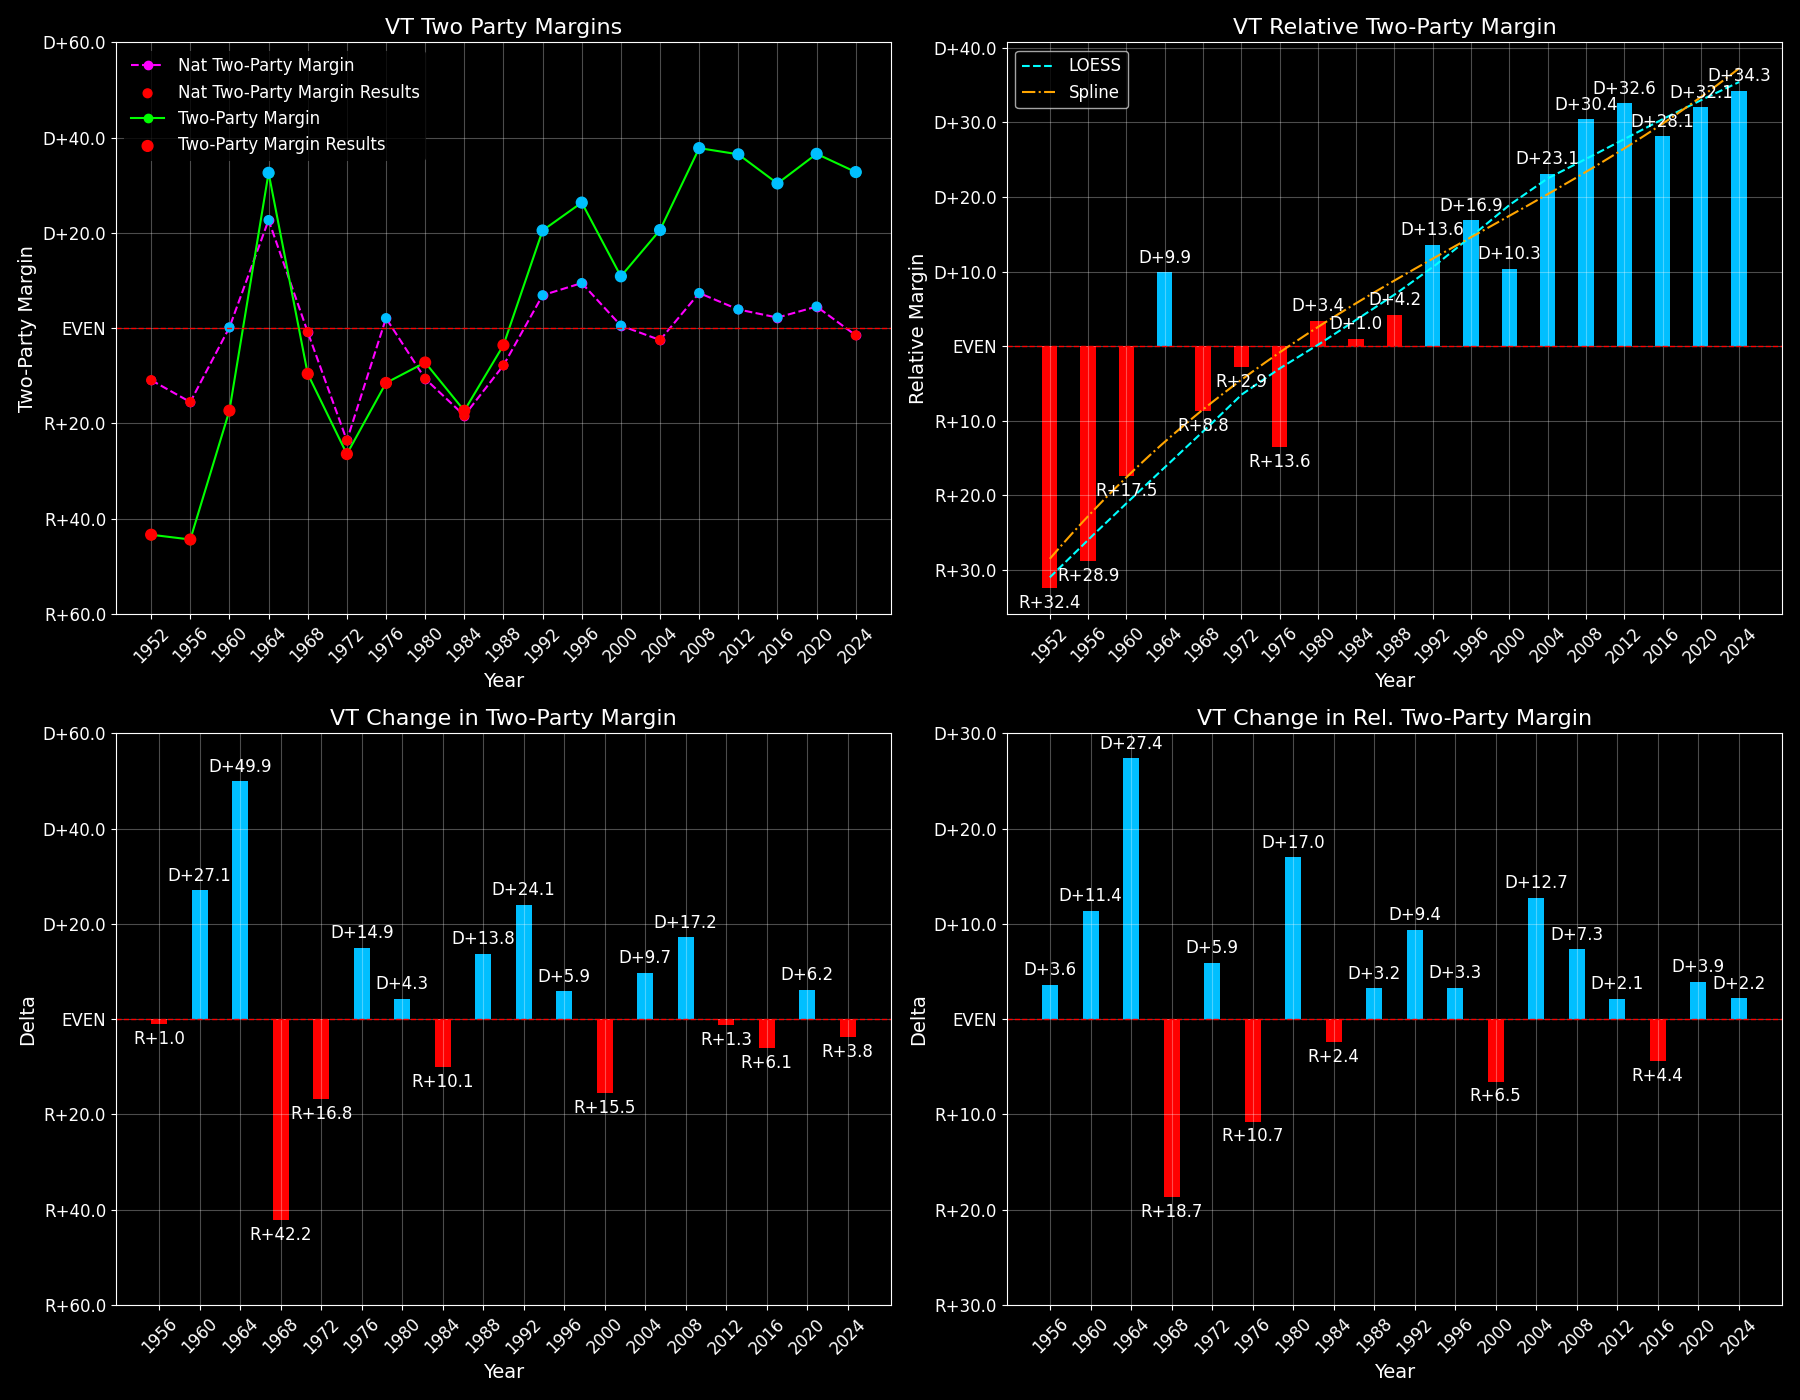 VT Two Party Margins
D+60.0
D+40.0
D+20.0
EVEN
R+20.0
R+40.0
R+60.0
Two-Party Margin
Nat Two-Party Margin
Nat Two-Party Margin Results
Two-Party Margin
Two-Party Margin Results
1952 1956 1960 1964 1968 1972 1976 1980 1984 1988 1992 1996 2000 2004 2008 2012 2016 2020 2024
Year
VT Relative Two-Party Margin
D+40.0
D+30.0
D+20.0
D+10.0
EVEN
R+10.0
R+20.0
R+30.0
Relative Margin
LOESS
Spline
R+32.4 R+28.9 R+17.5 D+9.9 R+8.8 R+2.9 R+13.6 D+3.4 D+1.0 D+4.2 D+13.6 D+16.9 D+10.3 D+23.1 D+30.4 D+32.6 D+28.1 D+32.1 D+34.3
1952 1956 1960 1964 1968 1972 1976 1980 1984 1988 1992 1996 2000 2004 2008 2012 2016 2020 2024
Year
VT Change in Two-Party Margin
D+60.0
D+40.0
D+20.0
EVEN
R+20.0
R+40.0
R+60.0
Delta
R+1.0 D+27.1 D+49.9 R+42.2 R+16.8 D+14.9 D+4.3 R+10.1 D+13.8 D+24.1 D+5.9 R+15.5 D+9.7 D+17.2 R+1.3 R+6.1 D+6.2 R+3.8
1956 1960 1964 1968 1972 1976 1980 1984 1988 1992 1996 2000 2004 2008 2012 2016 2020 2024
Year
VT Change in Rel. Two-Party Margin
D+30.0
D+20.0
D+10.0
EVEN
R+10.0
R+20.0
R+30.0
Delta
D+3.6 D+11.4 D+27.4 R+18.7 D+5.9 R+10.7 D+17.0 R+2.4 D+3.2 D+9.4 D+3.3 R+6.5 D+12.7 D+7.3 D+2.1 R+4.4 D+3.9 D+2.2
1956 1960 1964 1968 1972 1976 1980 1984 1988 1992 1996 2000 2004 2008 2012 2016 2020 2024
Year